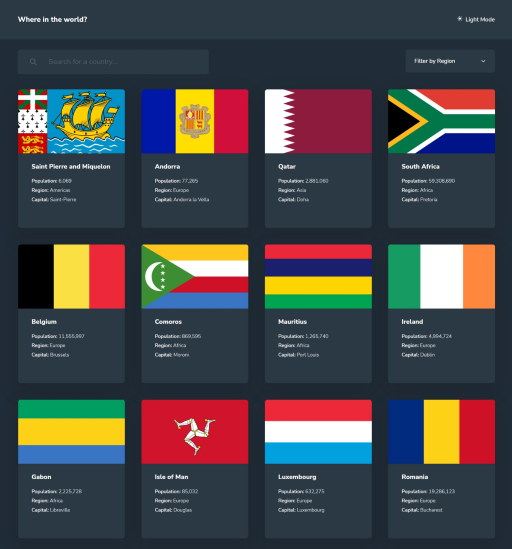 Where in the world?
Light Mode
Search for a country...
Filter by Region
Saint Pierre and Miquelon
Population: 6,069
Region: Americas
Capital: Saint-Pierre
Andorra
Population: 77,265
Region: Europe
Capital: Andorra la Vella
Qatar
Population: 2,881,060
Region: Asia
Capital: Doha
South Africa
Population: 59,308,690
Region: Africa
Capital: Pretoria
Belgium
Population: 11,555,997
Region: Europe
Capital: Brussels
Comoros
Population: 869,595
Region: Africa
Capital: Moroni
Mauritius
Population: 1,265,740
Region: Africa
Capital: Port Louis
Ireland
Population: 4,994,724
Region: Europe
Capital: Dublin
Gabon
Population: 2,225,728
Region: Africa
Capital: Libreville
Isle of Man
Population: 85,032
Region: Europe
Capital: Douglas
Luxembourg
Population: 632,275
Region: Europe
Capital: Luxembourg
Romania
Population: 19,286,123
Region: Europe
Capital: Bucharest